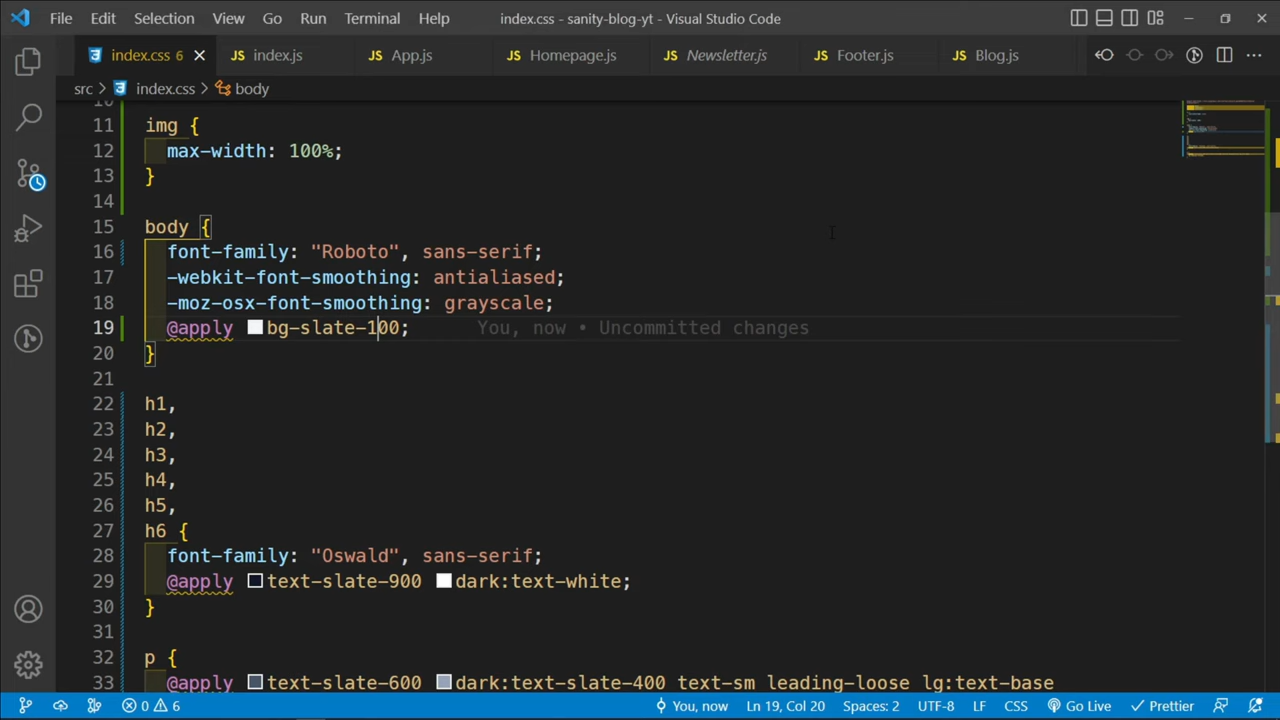 File Edit Selection View Go Run Terminal Help index.css - sanity-blog-yt - Visual Studio Code
index.css 6 index.js App.js Homepage.js Newsletter.js Footer.js Blog.js
src > index.css > body
11 img {
12 max-width: 100%;
13 }
14
15 body {
16 font-family: "Roboto", sans-serif;
17 -webkit-font-smoothing: antialiased;
18 -moz-osx-font-smoothing: grayscale;
19 @apply bg-slate-100; You, now • Uncommitted changes
20 }
21
22 h1,
23 h2,
24 h3,
25 h4,
26 h5,
27 h6 {
28 font-family: "Oswald", sans-serif;
29 @apply text-slate-900 dark:text-white;
30 }
31
32 p {
33 @apply text-slate-600 dark:text-slate-400 text-sm leading-loose lg:text-base
0 6 You, now Ln 19, Col 20 Spaces: 2 UTF-8 LF CSS Go Live Prettier